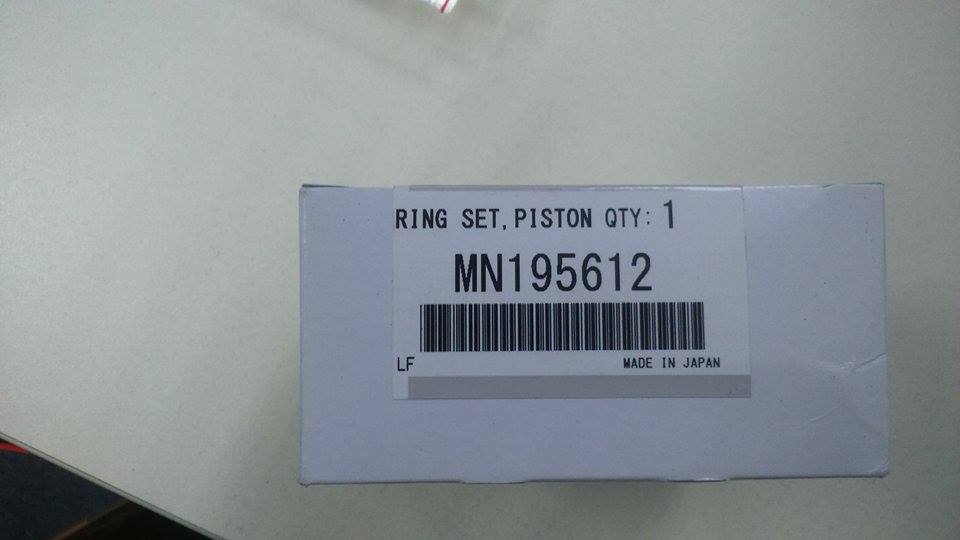 RING SET, PISTON QTY: 1
MN195612
LF MADE IN JAPAN